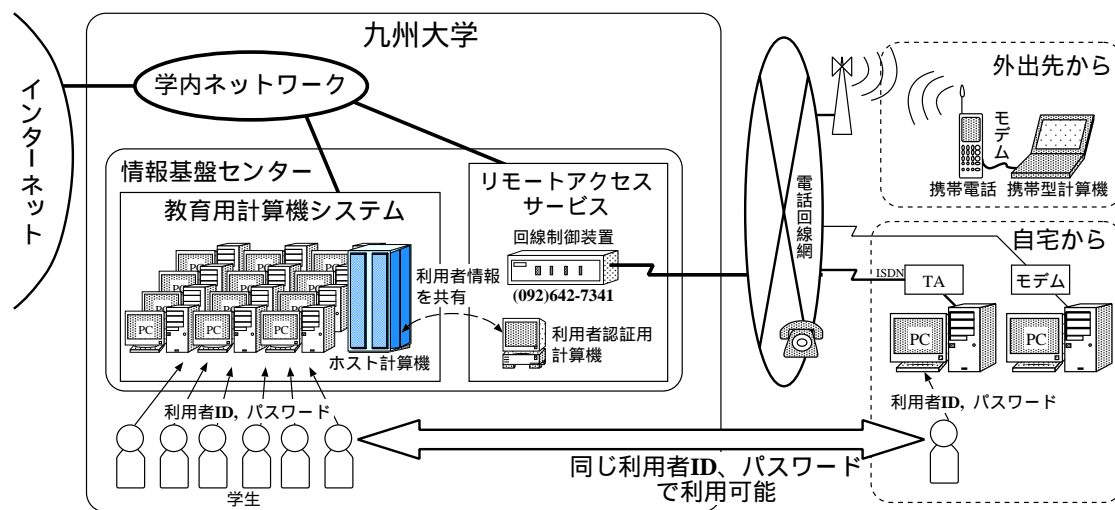 九州大学
インターネット
学内ネットワーク
情報基盤センター
教育用計算機システム
リモートアクセス
サービス
回線制御装置
(092)642-7341
利用者情報
を共有
利用者認証用
計算機
ホスト計算機
PC
PC
PC
PC
PC
PC
利用者ID, パスワード
学生
電話回線網
外出先から
モデム
携帯電話
携帯型計算機
自宅から
ISDN
TA
モデム
PC
PC
利用者ID, パスワード
同じ利用者ID、パスワード
で利用可能